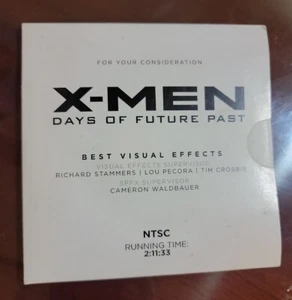 FOR YOUR CONSIDERATION
X-MEN
DAYS OF FUTURE PAST
BEST VISUAL EFFECTS
VISUAL EFFECTS SUPERVISOR
RICHARD STAMMERS | LOU PECORA | TIM CROSBIE
SPFX SUPERVISOR
CAMERON WALDBAUER
NTSC
RUNNING TIME:
2:11:33